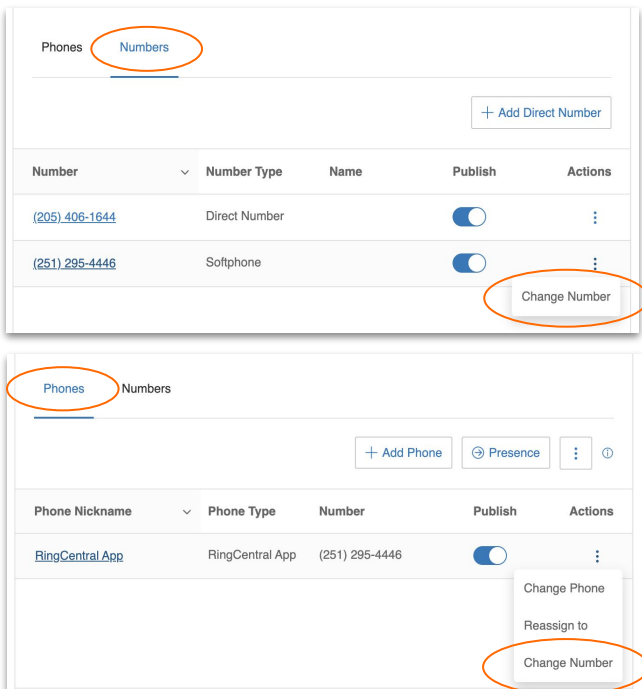 Phones Numbers
+ Add Direct Number
Number Number Type Name Publish Actions
(205) 406-1644 Direct Number
(251) 295-4446 Softphone
Change Number
Phones Numbers
+ Add Phone Presence
Phone Nickname Phone Type Number Publish Actions
RingCentral App RingCentral App (251) 295-4446
Change Phone
Reassign to
Change Number